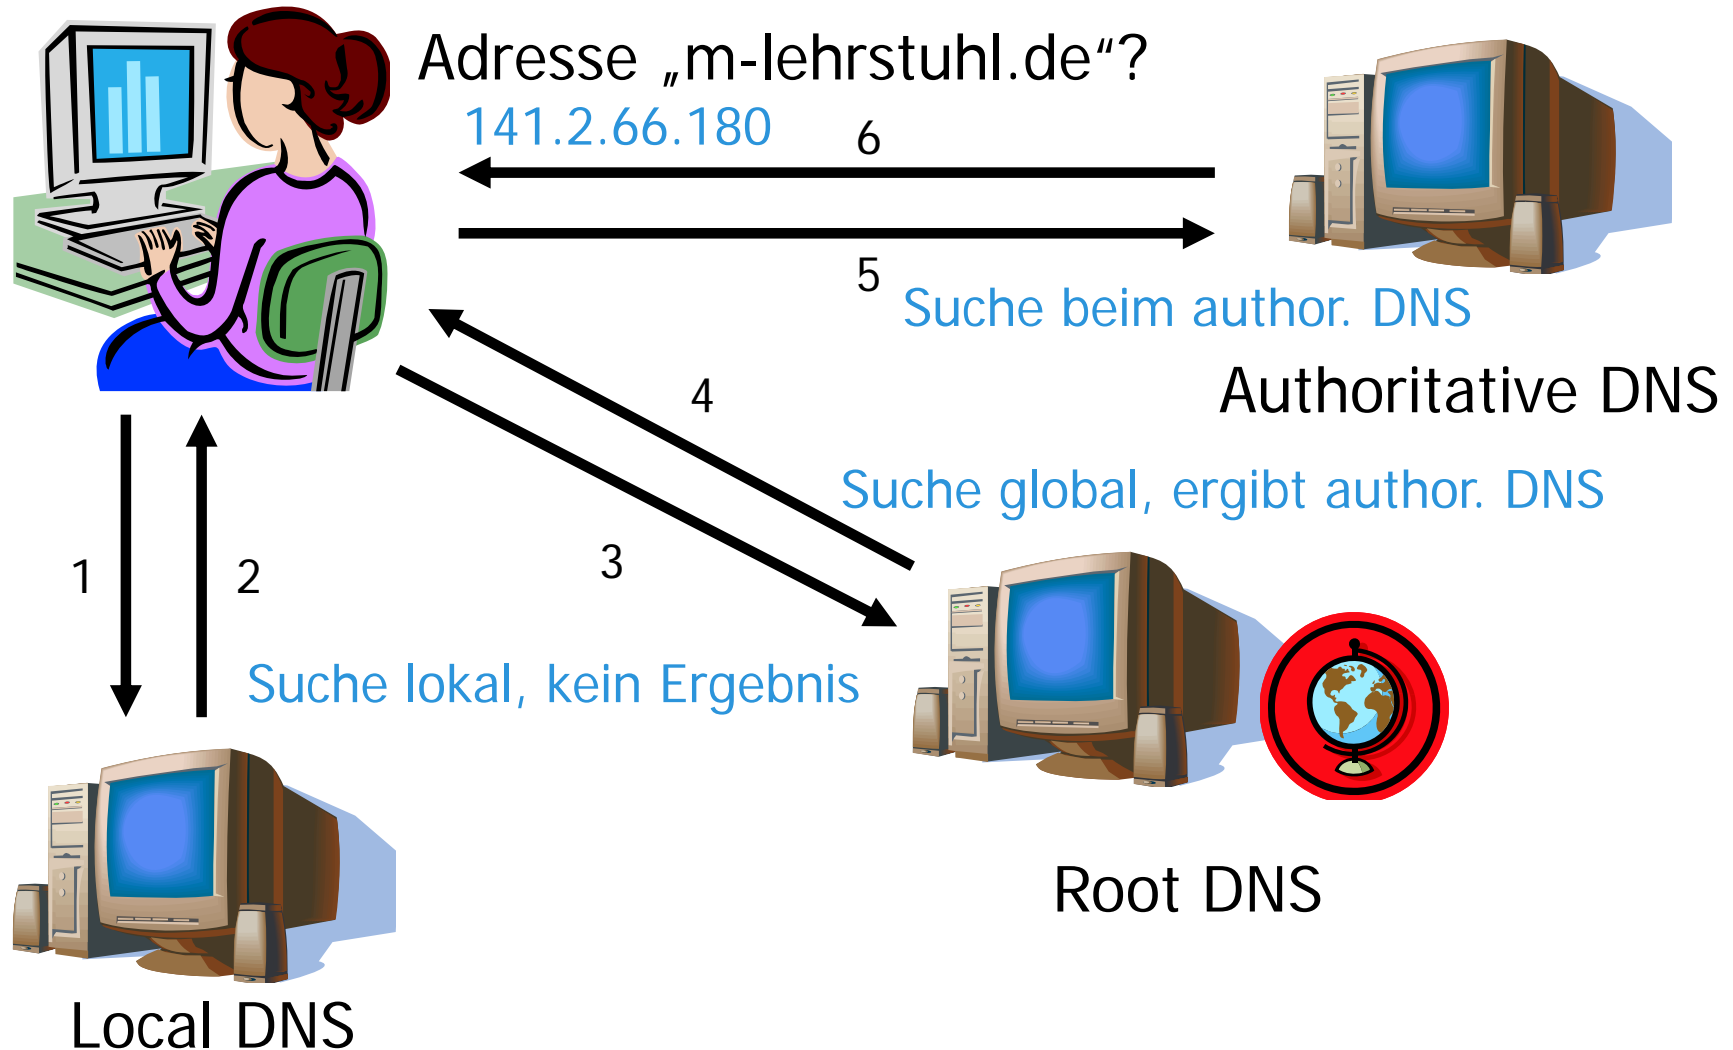 Adresse „m-lehrstuhl.de“?
141.2.66.180
6
5
Suche beim author. DNS
Authoritative DNS
4
Suche global, ergibt author. DNS
3
1
2
Suche lokal, kein Ergebnis
Root DNS
Local DNS